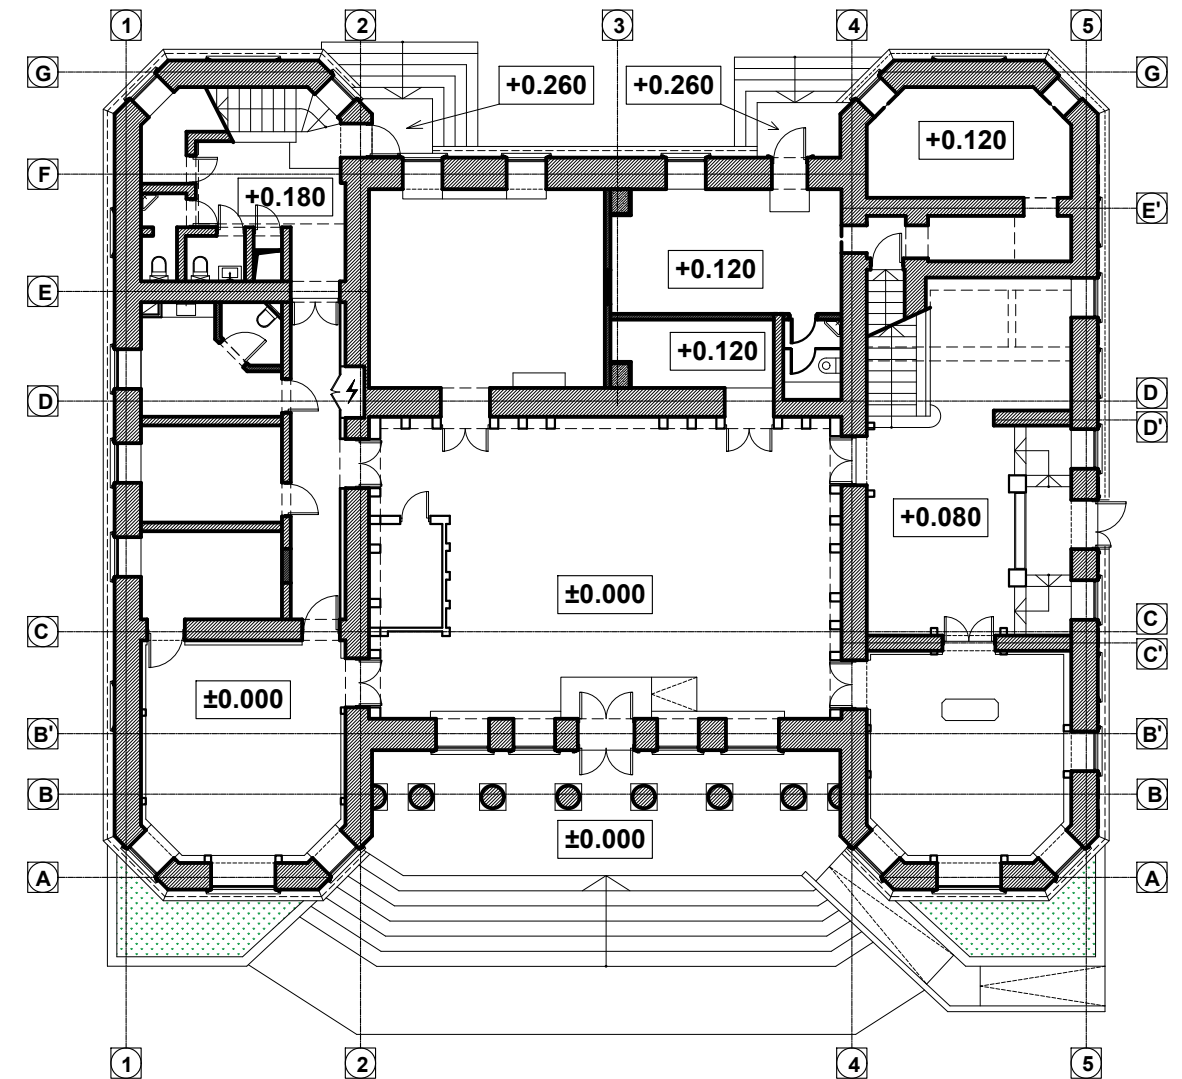 1 2 3 4 5
G G
+0.260 +0.260
+0.120
F
+0.180
E'
+0.120
E
+0.120
D D
D'
+0.080
±0.000
C C
C'
±0.000
B' B'
B B
±0.000
A A
1 2 4 5